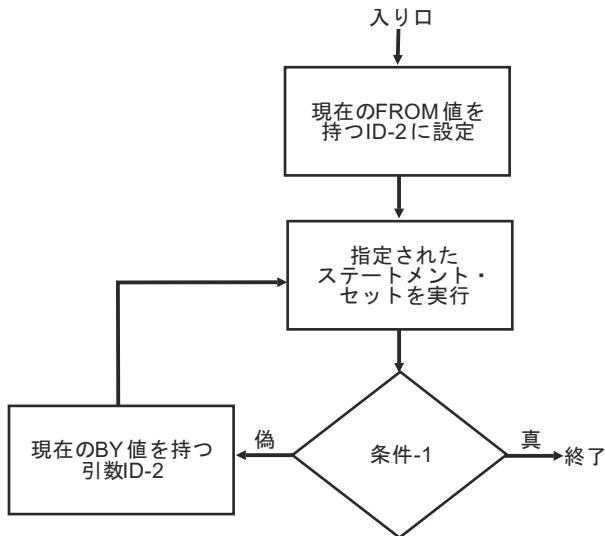 入り口
現在のFROM 値を
持つID-2 に設定
指定された
ステートメント・
セットを実行
現在のBY 値を持つ
引数ID-2
偽
条件-1
真
終了